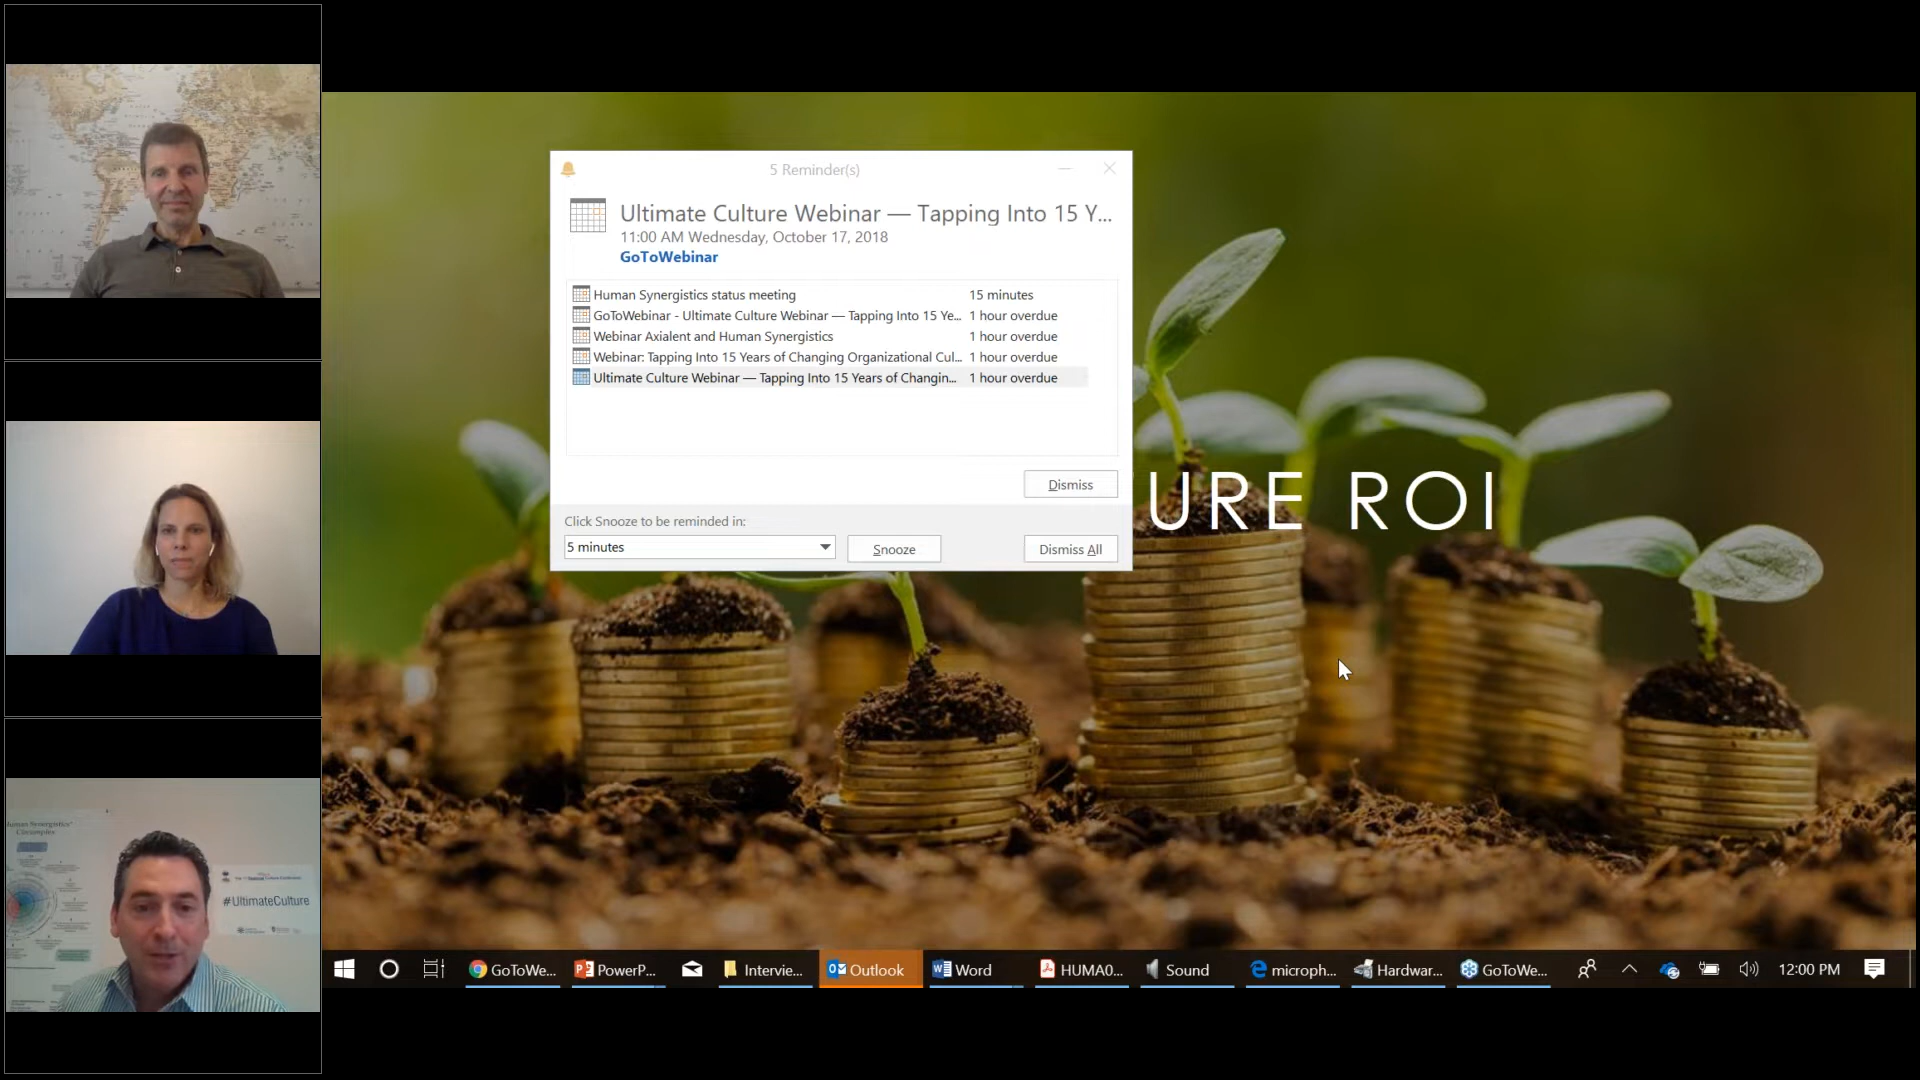 Human Synergistics'
Circumplex
#UltimateCulture
5 Reminder(s)
Ultimate Culture Webinar — Tapping Into 15 Y...
11:00 AM Wednesday, October 17, 2018
GoToWebinar
Human Synergistics status meeting 15 minutes
GoToWebinar - Ultimate Culture Webinar — Tapping Into 15 Ye... 1 hour overdue
Webinar Axialent and Human Synergistics 1 hour overdue
Webinar: Tapping Into 15 Years of Changing Organizational Cul... 1 hour overdue
Ultimate Culture Webinar — Tapping Into 15 Years of Changin... 1 hour overdue
Dismiss
Click Snooze to be reminded in:
5 minutes Snooze Dismiss All
URE ROI
GoToWe... PowerP... Intervie... Outlook Word HUMA0... Sound microph... Hardwar... GoToWe... 12:00 PM